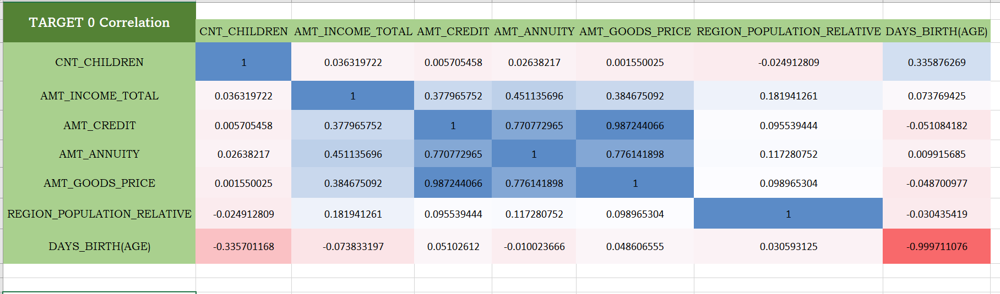 TARGET 0 Correlation
CNT_CHILDREN AMT_INCOME_TOTAL AMT_CREDIT AMT_ANNUITY AMT_GOODS_PRICE REGION_POPULATION_RELATIVE DAYS_BIRTH(AGE)
CNT_CHILDREN 1 0.036319722 0.005705458 0.02638217 0.001550025 -0.024912809 0.335876269
AMT_INCOME_TOTAL 0.036319722 1 0.377965752 0.451135696 0.384675092 0.181941261 0.073769425
AMT_CREDIT 0.005705458 0.377965752 1 0.770772965 0.987244066 0.095539444 -0.051084182
AMT_ANNUITY 0.02638217 0.451135696 0.770772965 1 0.776141898 0.117280752 0.009915685
AMT_GOODS_PRICE 0.001550025 0.384675092 0.987244066 0.776141898 1 0.098965304 -0.048700977
REGION_POPULATION_RELATIVE -0.024912809 0.181941261 0.095539444 0.117280752 0.098965304 1 -0.030435419
DAYS_BIRTH(AGE) -0.335701168 -0.073833197 0.05102612 -0.010023666 0.048606555 0.030593125 -0.999711076